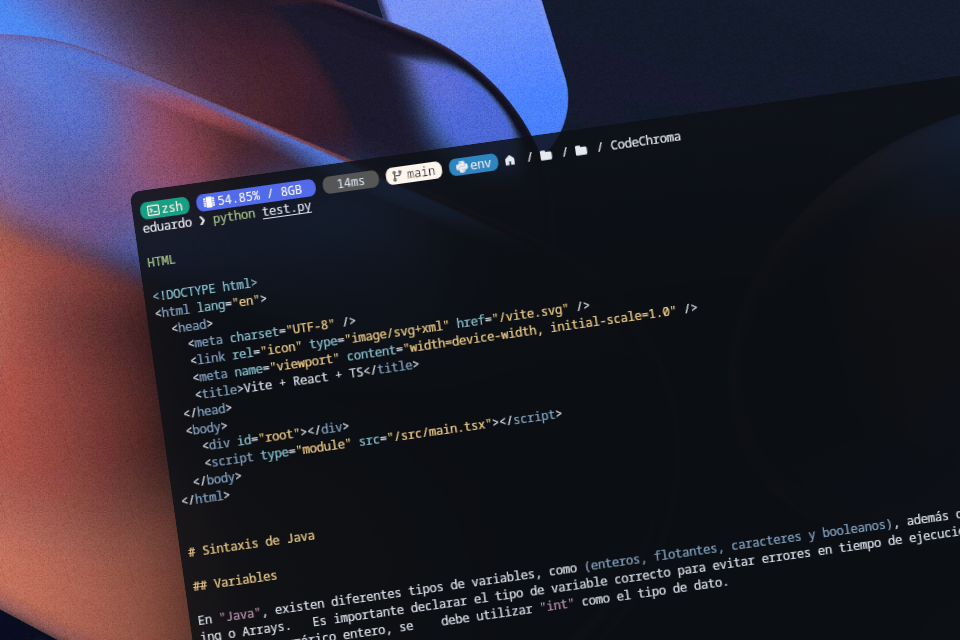 zsh 54.85% / 8GB 14ms main env / / / CodeChroma
eduardo ❯ python test.py
HTML
<!DOCTYPE html>
<html lang="en">
<head>
<meta charset="UTF-8" />
<link rel="icon" type="image/svg+xml" href="/vite.svg" />
<meta name="viewport" content="width=device-width, initial-scale=1.0" />
<title>Vite + React + TS</title>
</head>
<body>
<div id="root"></div>
<script type="module" src="/src/main.tsx"></script>
</body>
</html>
# Sintaxis de Java
## Variables
En "Java", existen diferentes tipos de variables, como (enteros, flotantes, caracteres y booleanos), además
ing o Arrays. Es importante declarar el tipo de variable correcto para evitar errores en tiempo de
entero, se debe utilizar "int" como el tipo de dato.